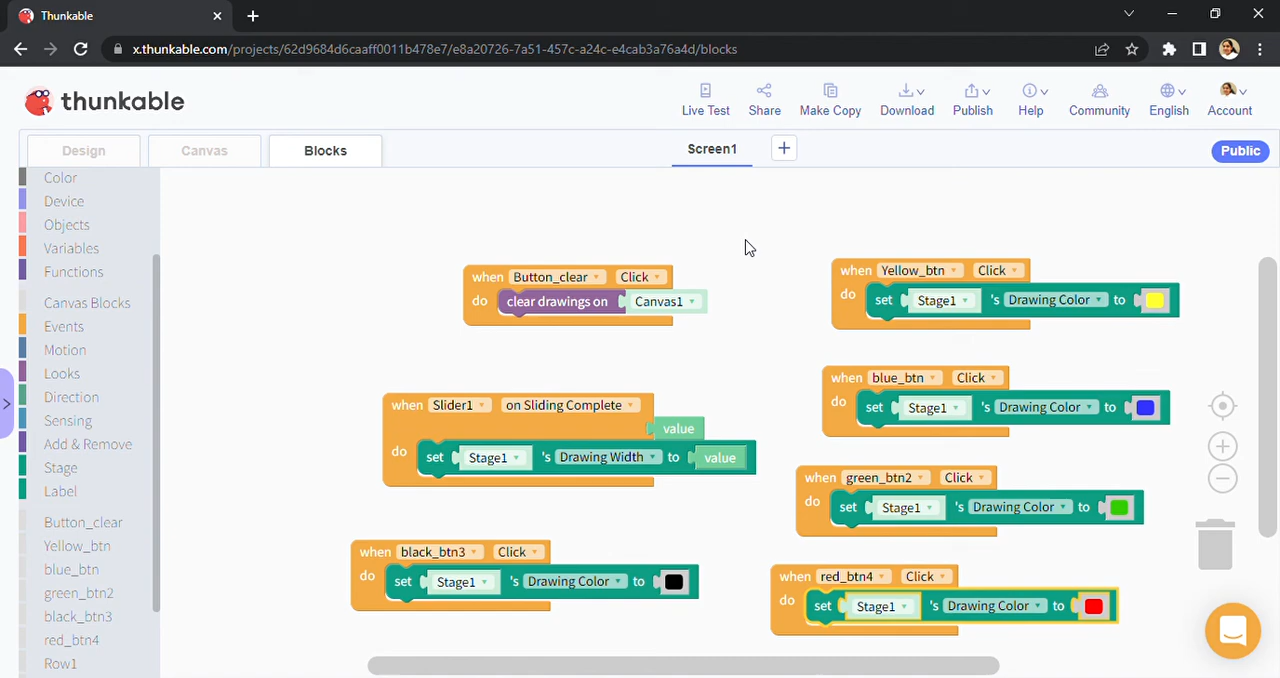 Thunkable
x.thunkable.com/projects/62d9684d6caaff0011b478e7/e8a20726-7a51-457c-a24c-e4cab3a76a4d/blocks
thunkable
Live Test
Share
Make Copy
Download
Publish
Help
Community
English
Account
Design
Canvas
Blocks
Screen1
Public
Color
Device
Objects
Variables
Functions
Canvas Blocks
Events
Motion
Looks
Direction
Sensing
Add & Remove
Stage
Label
Button_clear
Yellow_btn
blue_btn
green_btn2
black_btn3
red_btn4
Row1
when Button_clear Click
do clear drawings on Canvas1
when Slider1 on Sliding Complete
value
do set Stage1 's Drawing Width to value
when black_btn3 Click
do set Stage1 's Drawing Color to
when Yellow_btn Click
do set Stage1 's Drawing Color to
when blue_btn Click
do set Stage1 's Drawing Color to
when green_btn2 Click
do set Stage1 's Drawing Color to
when red_btn4 Click
do set Stage1 's Drawing Color to